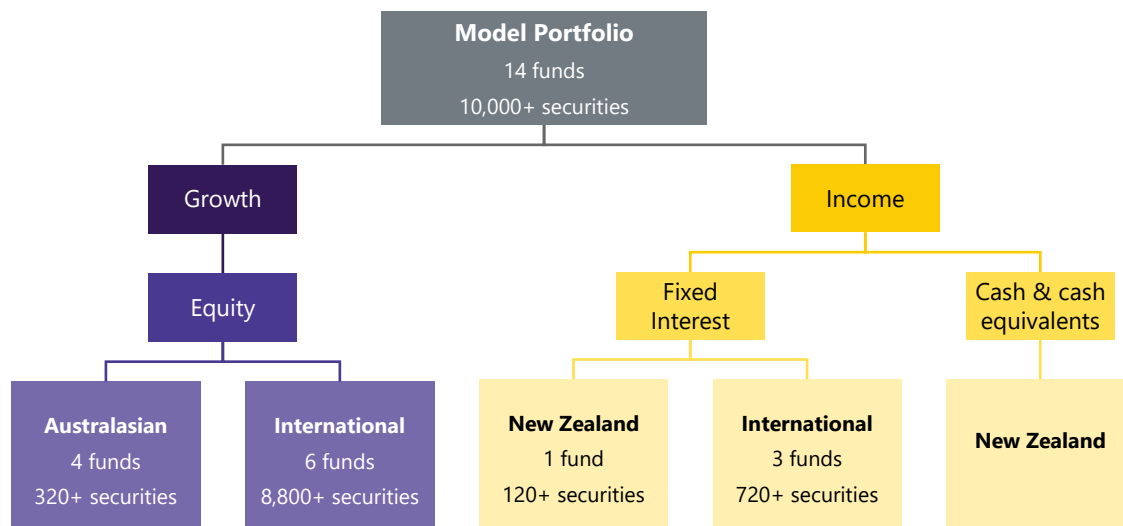 Model Portfolio
14 funds
10,000+ securities
Growth
Income
Equity
Fixed
Interest
Cash & cash
equivalents
Australasian
4 funds
320+ securities
International
6 funds
8,800+ securities
New Zealand
1 fund
120+ securities
International
3 funds
720+ securities
New Zealand